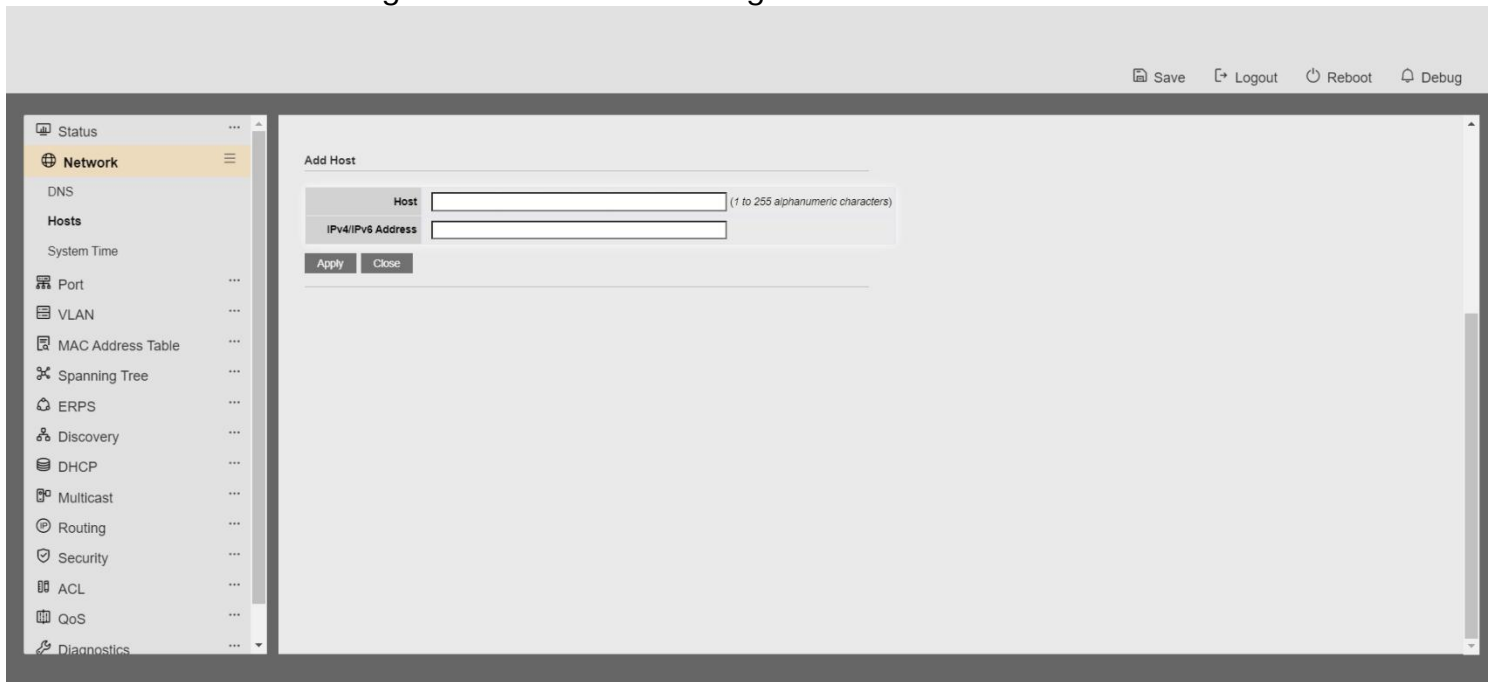 Save Logout Reboot Debug
Status
Network
DNS
Hosts
System Time
Port
VLAN
MAC Address Table
Spanning Tree
ERPS
Discovery
DHCP
Multicast
Routing
Security
ACL
QoS
Diagnostics
Add Host
Host (1 to 255 alphanumeric characters)
IPv4/IPv6 Address
Apply Close